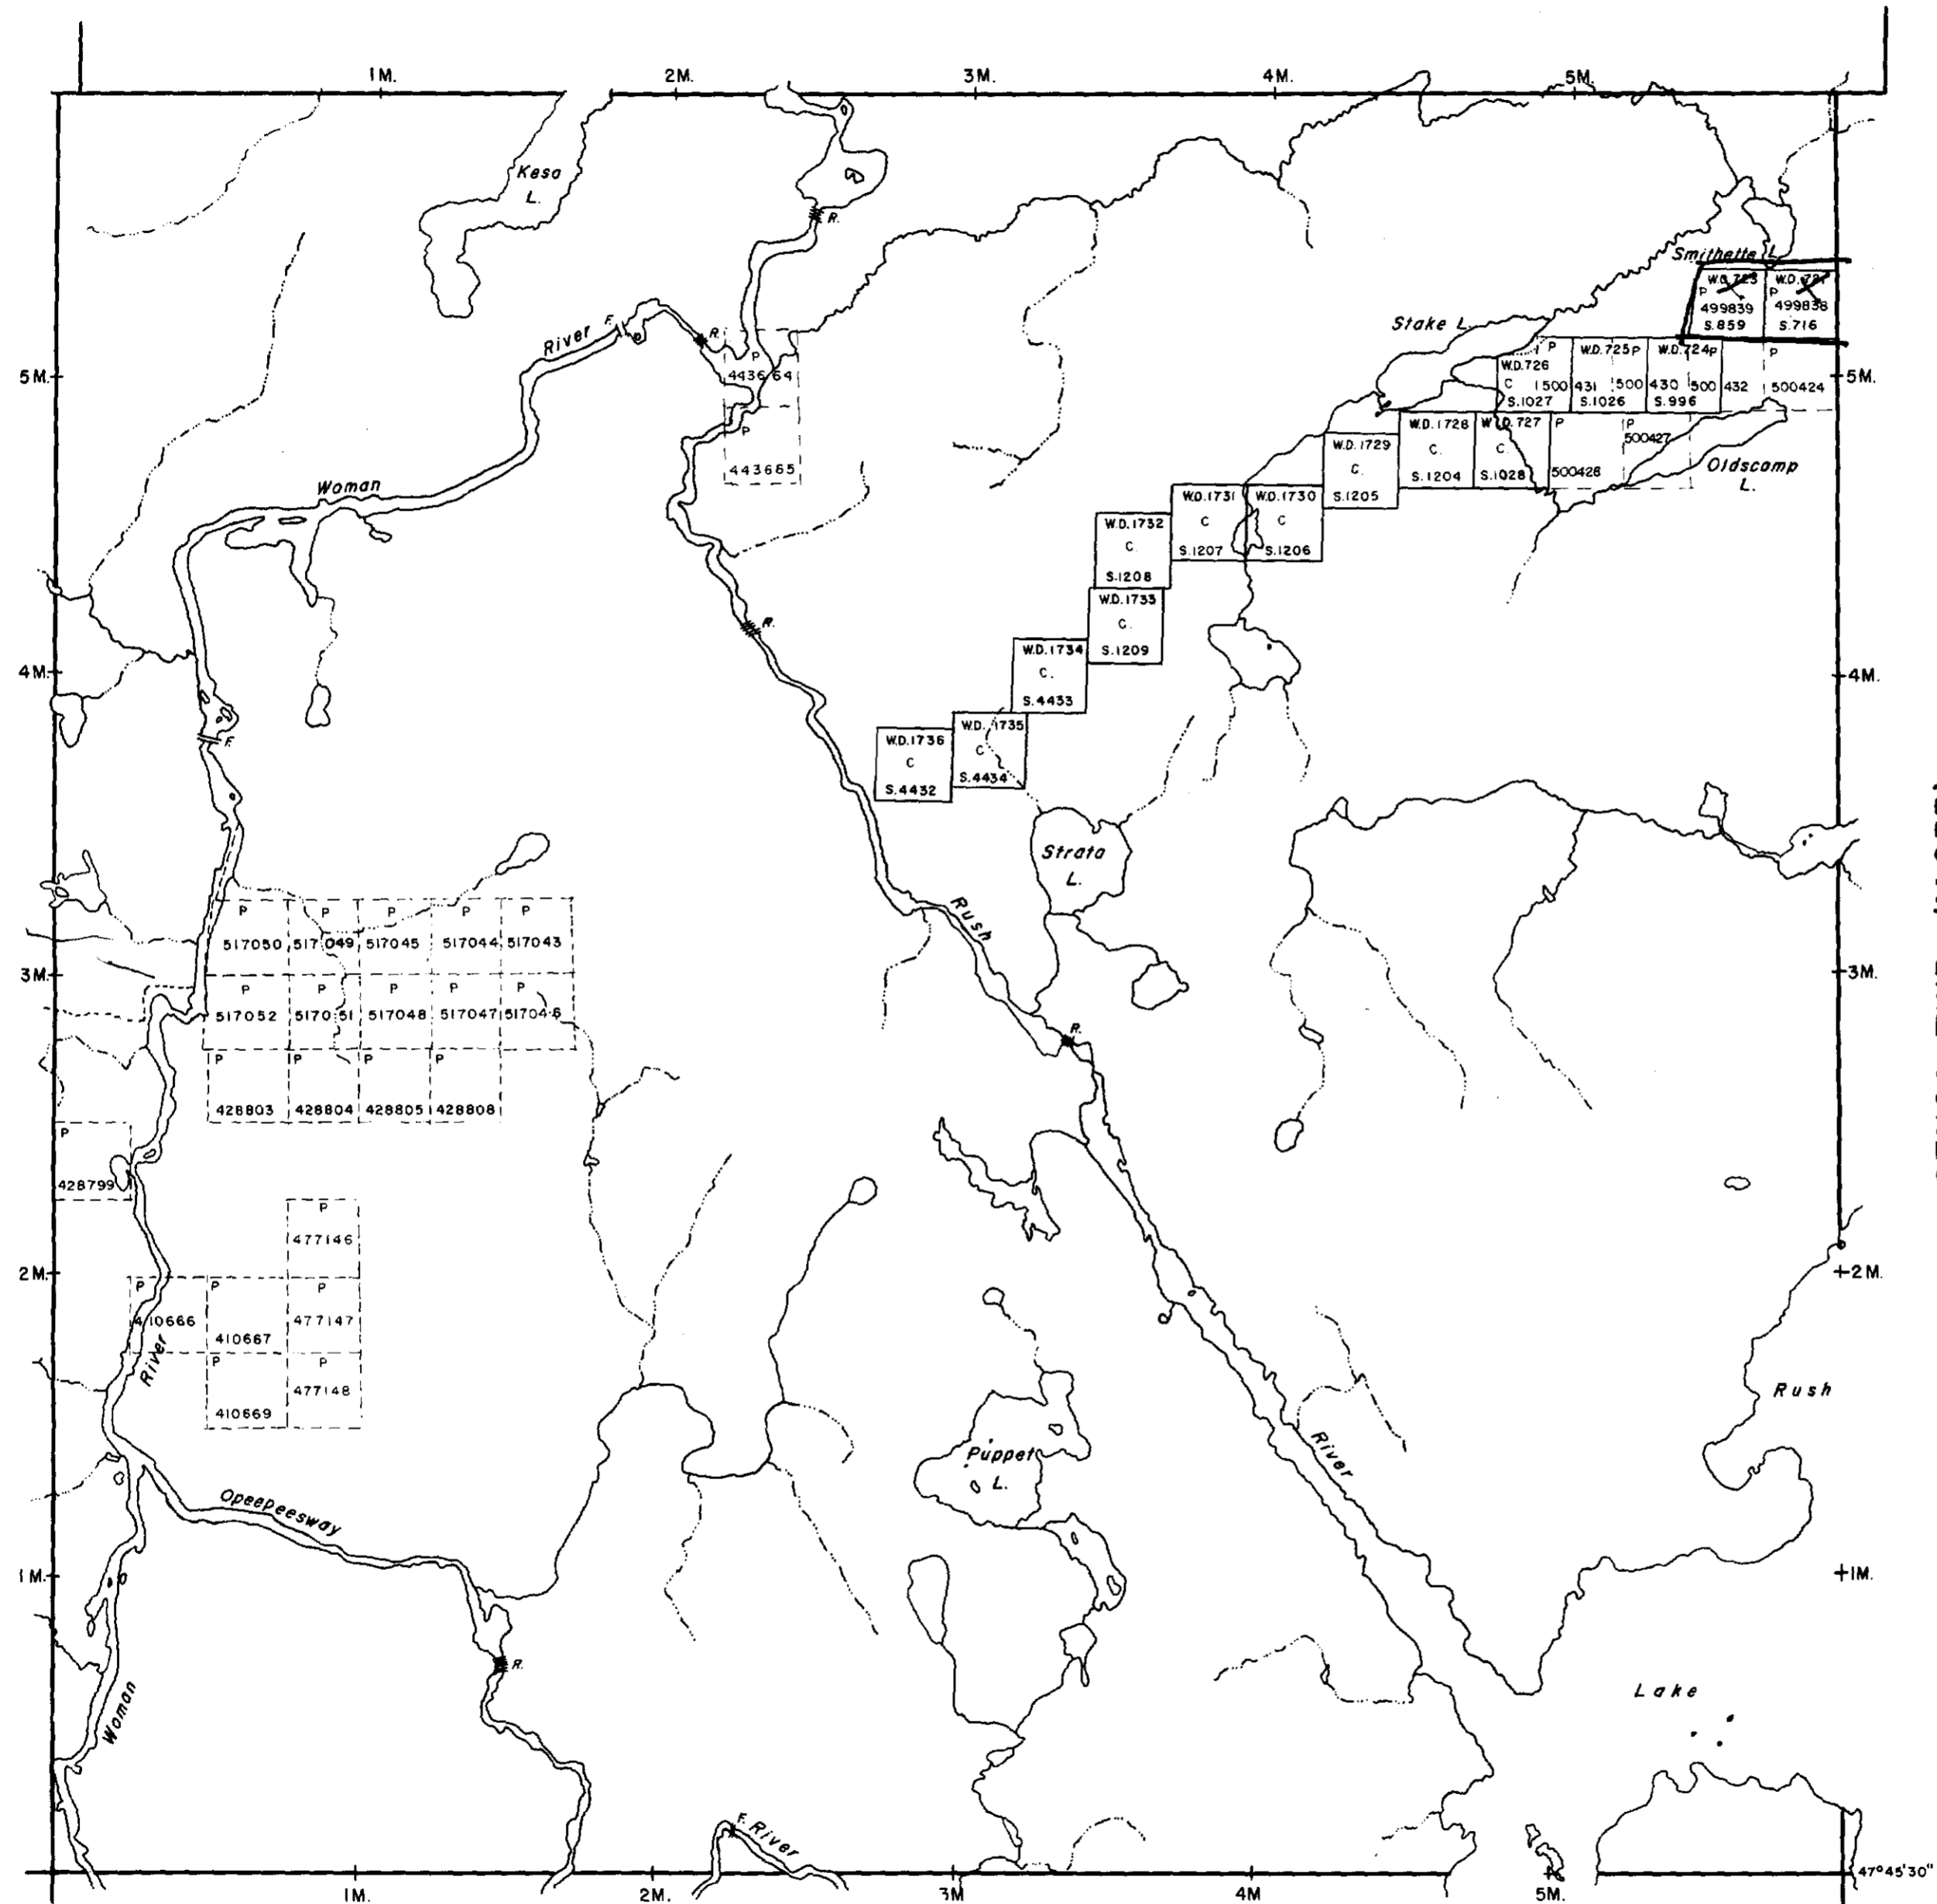 1M.
2M.
3M.
4M.
5M.
Kesa
L.
R.
Smithette L.
W.D.723
W.D.721
P
P
499839
499838
S.859
S.716
Stake L.
River
F.
R.
P
443664
P
443665
5M.
5M.
P
W.D.725
P
W.D.724
P
P
W.D.726
C
1500
431
500
430
500
432
500424
S.1027
S.1026
S.996
W.D.1728
W.D.727
P
P
500427
C.
C.
S.1204
S.1028
500428
Oldscamp
L.
W.D.1729
C.
S.1205
Woman
W.D.1731
W.D.1730
C
C
S.1207
S.1206
W.D.1732
C.
S.1208
W.D.1733
C.
S.1209
R.
4M.
4M.
W.D.1734
C.
S.4433
W.D.1735
C
S.4434
W.D.1736
C
S.4432
F.
Strata
L.
Rush
P P P P P
517050 517049 517045 517044 517043
3M.
3M.
P P P P P
517052 517051 517048 517047 517046
R.
P P P P
428803 428804 428805 428808
P
428799
P
477146
2M.
2M.
P P P
410666 410667 477147
River
P P
410669 477148
Rush
Puppet
L.
River
Opeepeesway
1M.
1M.
R.
Woman
Lake
F.
River
47°45'30"
1M.
2M.
3M.
4M.
5M.